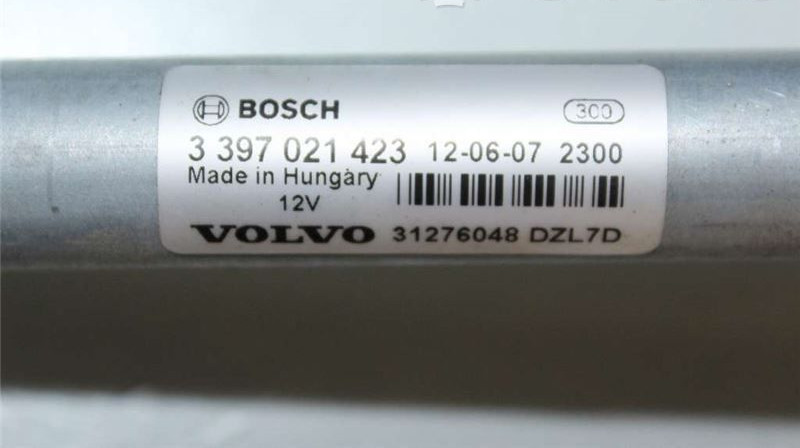 BOSCH 300
3 397 021 423 12-06-07 2300
Made in Hungary
12V
VOLVO 31276048 DZL7D